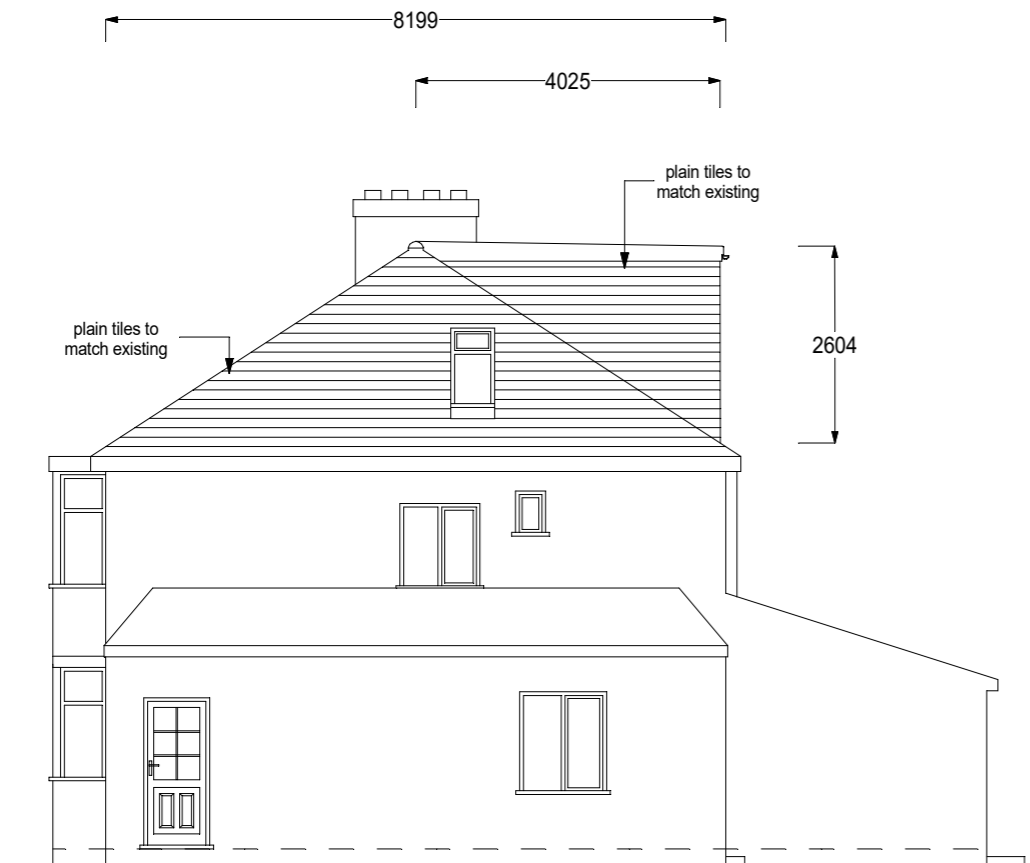 8199
4025
plain tiles to
match existing
plain tiles to
match existing
2604